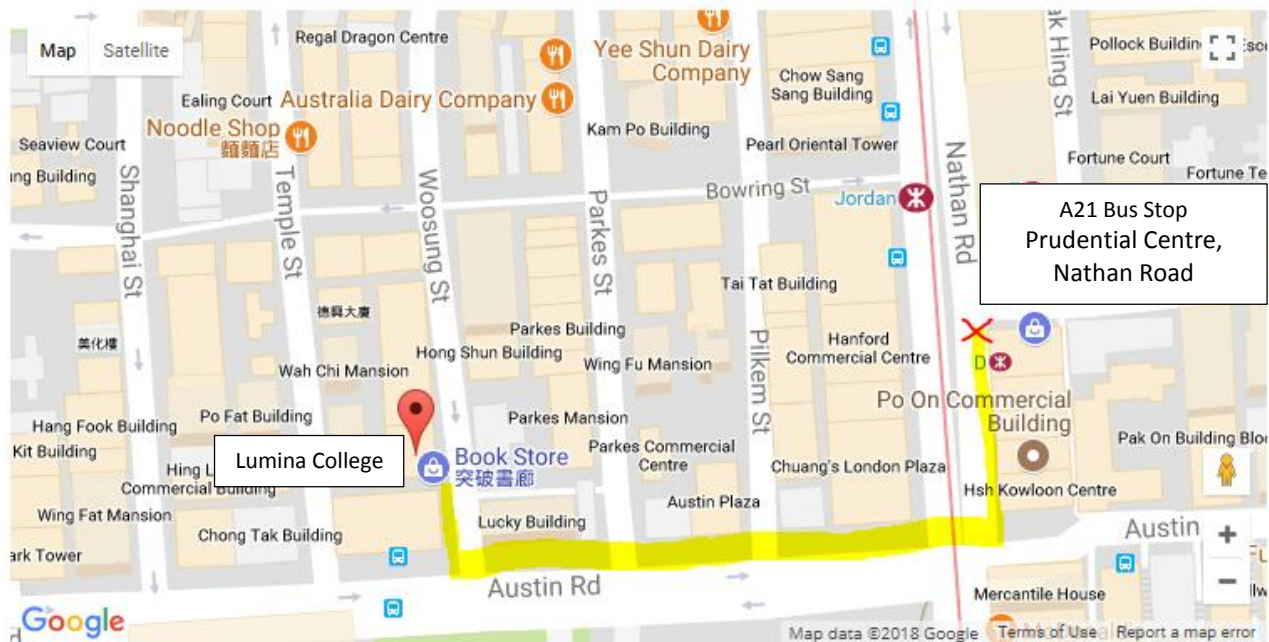 Map
Satellite
Regal Dragon Centre
Yee Shun Dairy
Company
ak Hing St
Pollock Building
Chow Sang
Sang Building
Ealing Court
Australia Dairy Company
Lai Yuen Building
Noodle Shop
麵麵店
Kam Po Building
Seaview Court
Pearl Oriental Tower
ung Building
Fortune Court
Fortune Te
Shanghai St
Temple St
Woosung St
Parkes St
Bowring St
Jordan
Nathan Rd
A21 Bus Stop
Prudential Centre,
Nathan Road
Tai Tat Building
德興大廈
美化樓
Parkes Building
Hong Shun Building
Wing Fu Mansion
Pilkem St
Hanford
Commercial Centre
Wah Chi Mansion
D
Po On Commercial
Building
Po Fat Building
Parkes Mansion
Hang Fook Building
Kit Building
Lumina College
Book Store
突破書廊
Parkes Commercial
Centre
Chuang's London Plaza
Pak On Building Blo
Hing L
Commercial Building
Hsh Kowloon Centre
Wing Fat Mansion
Austin Plaza
Lucky Building
Chong Tak Building
Austin
+
ark Tower
Austin Rd
−
Mercantile House
Google
Map data ©2018 Google
Terms of Use
Report a map error